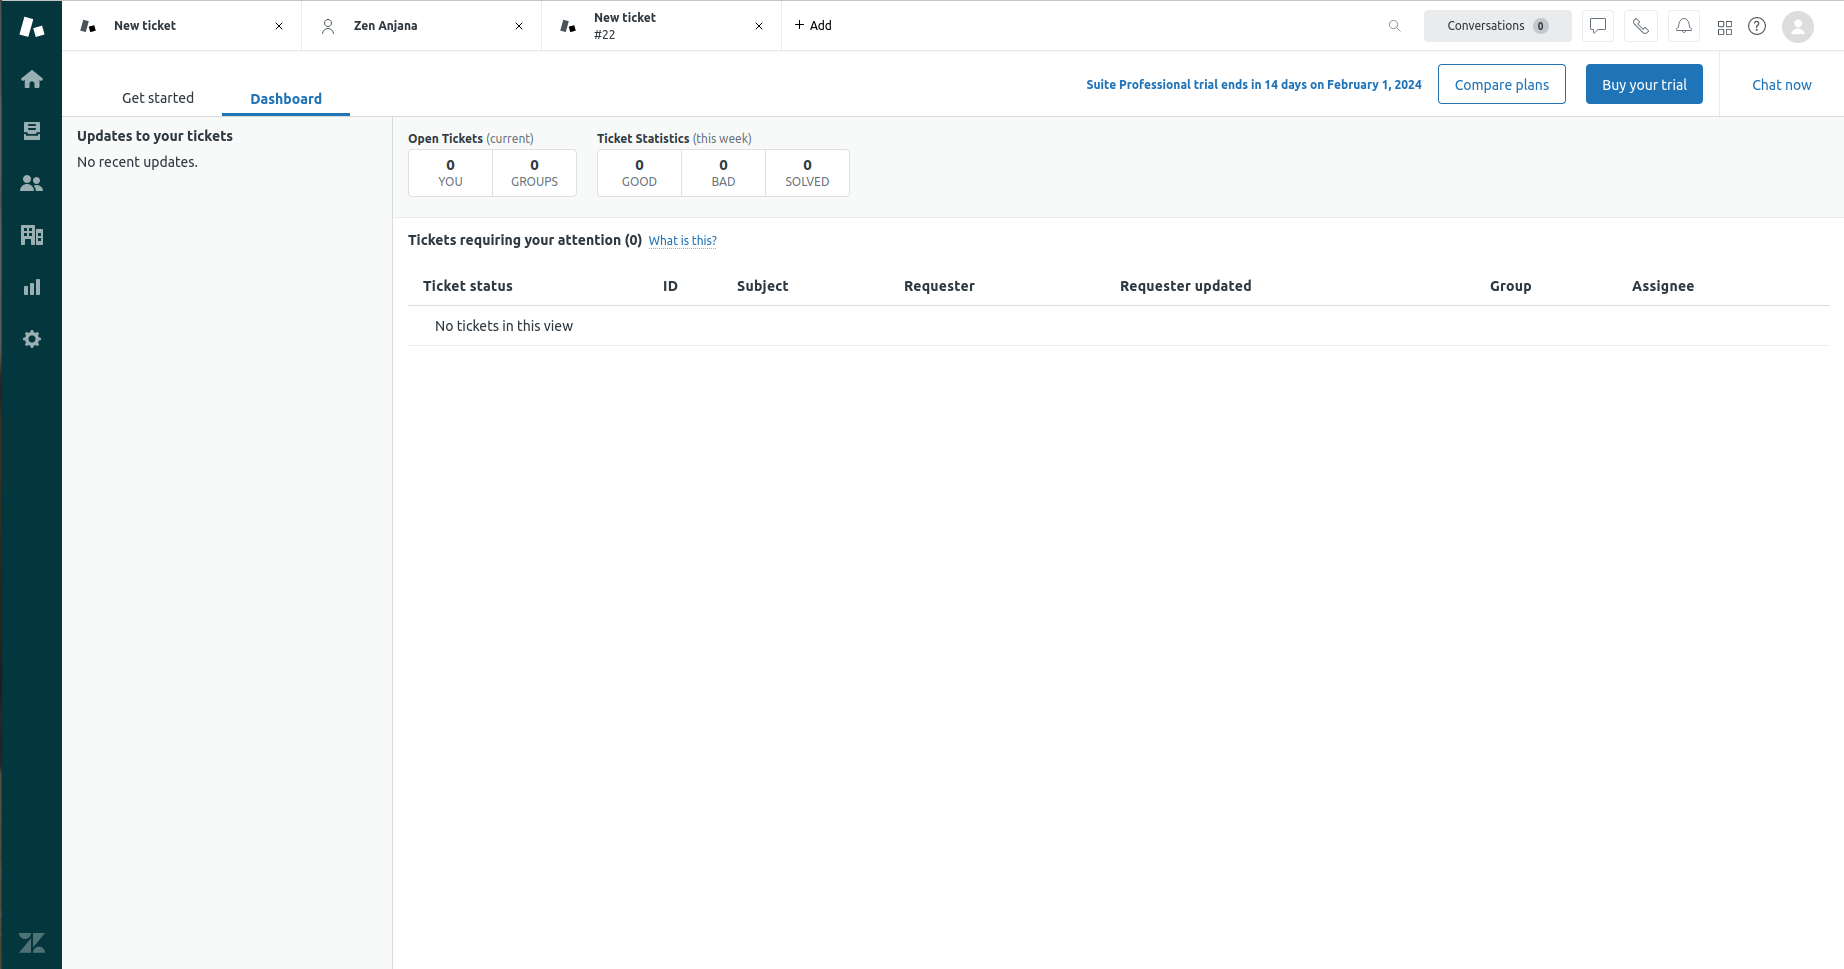 New ticket
Zen Anjana
New ticket
#22
+ Add
Conversations 0
Get started
Dashboard
Suite Professional trial ends in 14 days on February 1, 2024
Compare plans
Buy your trial
Chat now
Updates to your tickets
No recent updates.
Open Tickets (current)
0
YOU
0
GROUPS
Ticket Statistics (this week)
0
GOOD
0
BAD
0
SOLVED
Tickets requiring your attention (0) What is this?
Ticket status ID Subject Requester Requester updated Group Assignee
No tickets in this view